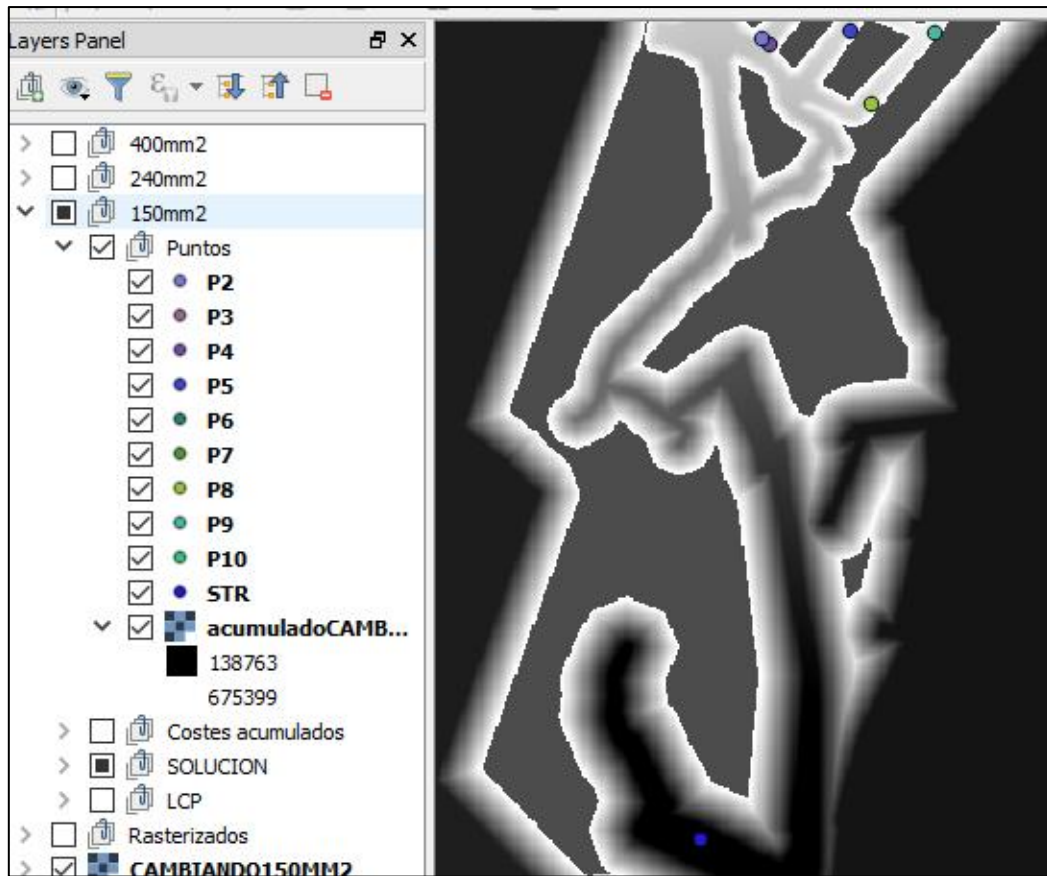 Layers Panel
400mm2
240mm2
150mm2
Puntos
P2
P3
P4
P5
P6
P7
P8
P9
P10
STR
acumuladoCAMB...
138763
675399
Costes acumulados
SOLUCION
LCP
Rasterizados
CAMBIANDO150MM2